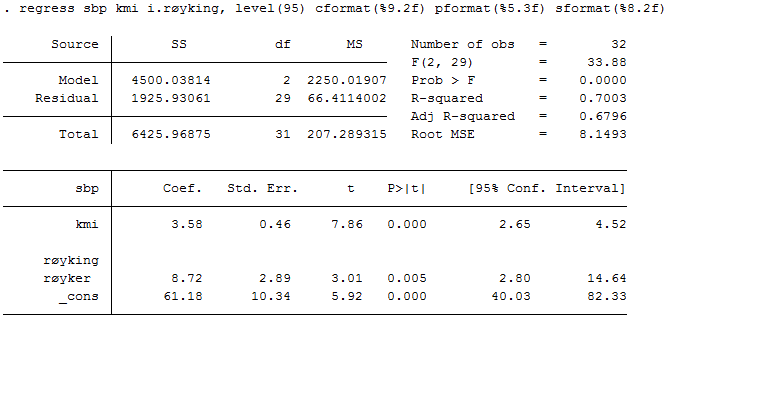 . regress sbp kmi i.røyking, level(95) cformat(%9.2f) pformat(%5.3f) sformat(%8.2f)
Source SS df MS Number of obs = 32
F(2, 29) = 33.88
Model 4500.03814 2 2250.01907 Prob > F = 0.0000
Residual 1925.93061 29 66.4114002 R-squared = 0.7003
Adj R-squared = 0.6796
Total 6425.96875 31 207.289315 Root MSE = 8.1493
sbp Coef. Std. Err. t P>|t| [95% Conf. Interval]
kmi 3.58 0.46 7.86 0.000 2.65 4.52
røyking
røyker 8.72 2.89 3.01 0.005 2.80 14.64
_cons 61.18 10.34 5.92 0.000 40.03 82.33